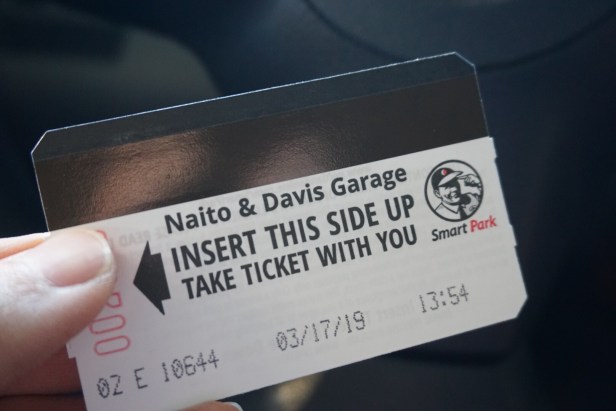 Naito & Davis Garage
INSERT THIS SIDE UP
TAKE TICKET WITH YOU
Smart Park
02 E 10644 03/17/19 13:54